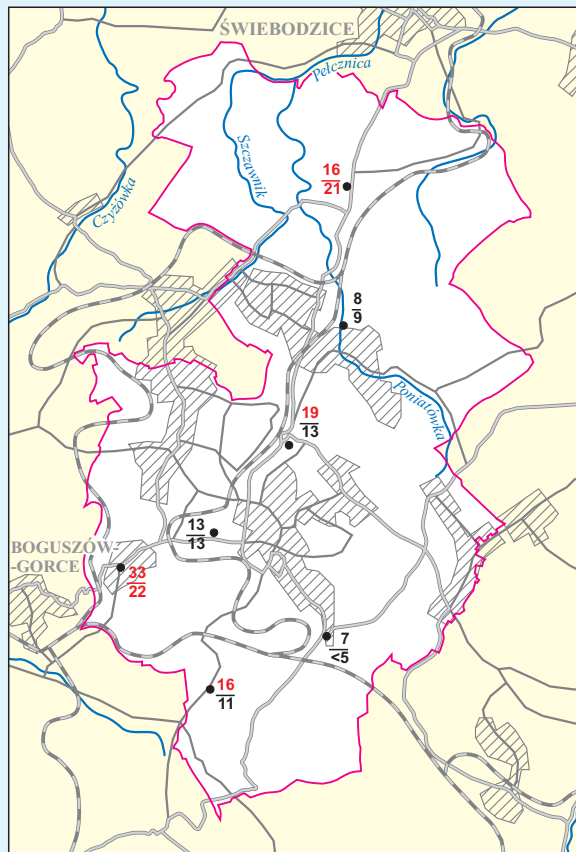 ŚWIEBODZICE
Pełcznica
Szczawnik
Czyżówka
16
21
8
9
Poniatówka
19
13
13
13
BOGUSZÓW-
-GORCE
33
22
7
<5
16
11